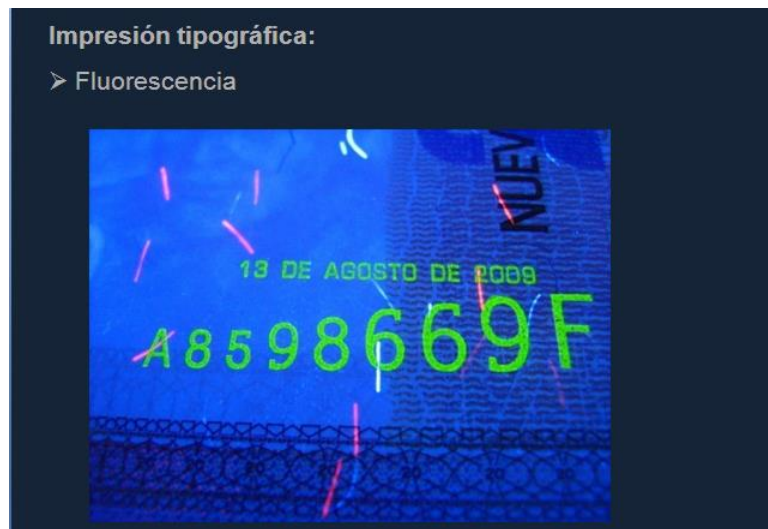 Impresión tipográfica:
➢ Fluorescencia
NUEV
13 DE AGOSTO DE 2009
A8598669F